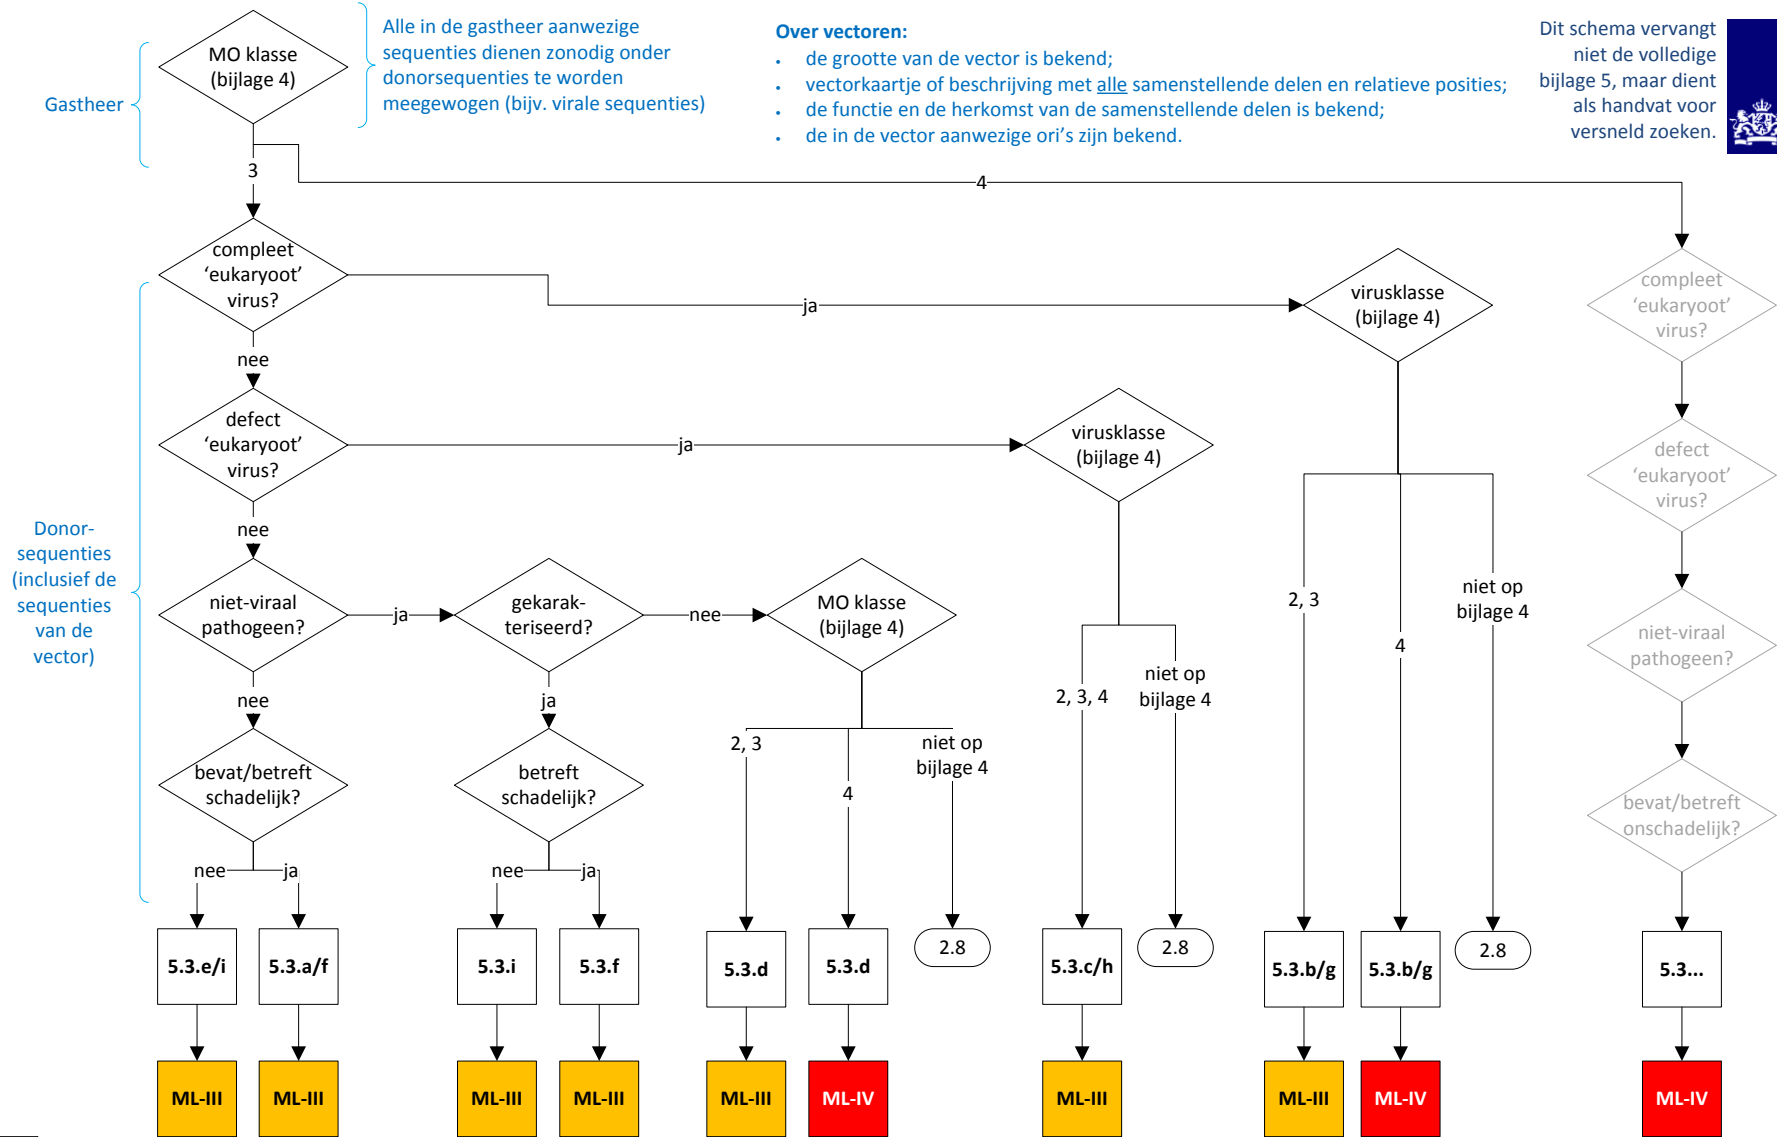 MO klasse
(bijlage 4)
Gastheer
Alle in de gastheer aanwezige
sequenties dienen zonodig onder
donorsequenties te worden
meegewogen (bijv. virale sequenties)
Over vectoren:
• de grootte van de vector is bekend;
• vectorkaartje of beschrijving met alle samenstellende delen en relatieve posities;
• de functie en de herkomst van de samenstellende delen is bekend;
• de in de vector aanwezige ori's zijn bekend.
Dit schema vervangt
niet de volledige
bijlage 5, maar dient
als handvat voor
versneld zoeken.
3
4
compleet
‘eukaryoot’
virus?
ja
virusklasse
(bijlage 4)
compleet
‘eukaryoot’
virus?
nee
defect
‘eukaryoot’
virus?
ja
virusklasse
(bijlage 4)
defect
‘eukaryoot’
virus?
nee
Donor-
sequenties
(inclusief de
sequenties
van de
vector)
niet-viraal
pathogeen?
ja
gekarak-
teriseerd?
nee
MO klasse
(bijlage 4)
2, 3
4
niet op
bijlage 4
niet-viraal
pathogeen?
nee
ja
2, 3, 4
niet op
bijlage 4
bevat/betreft
schadelijk?
betreft
schadelijk?
2, 3
4
niet op
bijlage 4
bevat/betreft
onschadelijk?
nee
ja
nee
ja
5.3.e/i
5.3.a/f
5.3.i
5.3.f
5.3.d
5.3.d
2.8
5.3.c/h
2.8
5.3.b/g
5.3.b/g
2.8
5.3...
ML-III
ML-III
ML-III
ML-III
ML-III
ML-IV
ML-III
ML-III
ML-IV
ML-IV